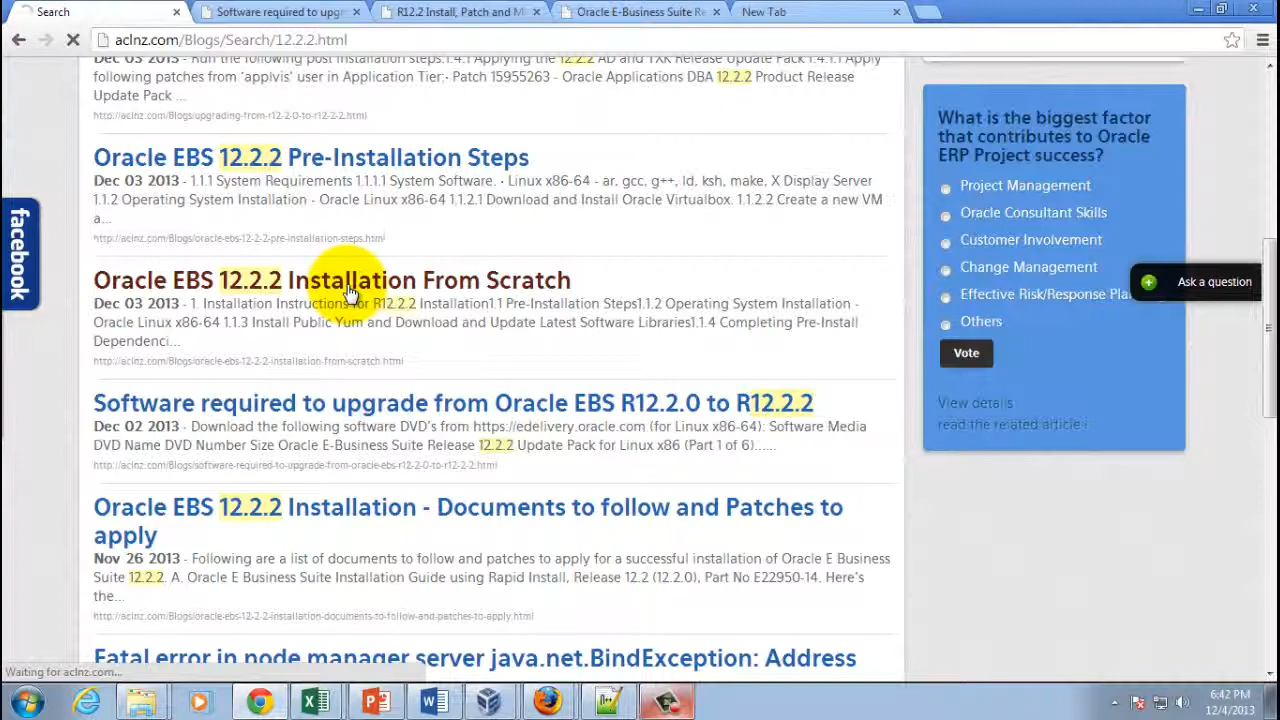 Search
Software required to upgr
R12.2 Install, Patch and M
Oracle E-Business Suite Re
New Tab
aclnz.com/Blogs/Search/12.2.2.html
Dec 03 2013 - Run the following post installation steps.1.4.1 Applying the 12.2.2 AD and TXK Release Update Pack 1.4.1.1 Apply
following patches from 'applvis' user in Application Tier;· Patch 15955263 - Oracle Applications DBA 12.2.2 Product Release
Update Pack ...
http://aclnz.com/Blogs/upgrading-from-r12-2-0-to-r12-2-2.html
Oracle EBS 12.2.2 Pre-Installation Steps
Dec 03 2013 - 1.1.1 System Requirements 1.1.1.1 System Software. · Linux x86-64 - ar, gcc, g++, ld, ksh, make, X Display Server
1.1.2 Operating System Installation - Oracle Linux x86-64 1.1.2.1 Download and Install Oracle Virtualbox. 1.1.2.2 Create a new VM
a...
http://aclnz.com/Blogs/oracle-ebs-12-2-2-pre-installation-steps.html
Oracle EBS 12.2.2 Installation From Scratch
Dec 03 2013 - 1. Installation Instructions for R12.2.2 Installation1.1 Pre-Installation Steps1.1.2 Operating System Installation -
Oracle Linux x86-64 1.1.3 Install Public Yum and Download and Update Latest Software Libraries1.1.4 Completing Pre-Install
Dependenci...
http://aclnz.com/Blogs/oracle-ebs-12-2-2-installation-from-scratch.html
Software required to upgrade from Oracle EBS R12.2.0 to R12.2.2
Dec 02 2013 - Download the following software DVD's from https://edelivery.oracle.com (for Linux x86-64): Software Media
DVD Name DVD Number Size Oracle E-Business Suite Release 12.2.2 Update Pack for Linux x86 (Part 1 of 6)......
http://aclnz.com/Blogs/software-required-to-upgrade-from-oracle-ebs-r12-2-0-to-r12-2-2.html
Oracle EBS 12.2.2 Installation - Documents to follow and Patches to
apply
Nov 26 2013 - Following are a list of documents to follow and patches to apply for a successful installation of Oracle E Business
Suite 12.2.2. A. Oracle E Business Suite Installation Guide using Rapid Install, Release 12.2 (12.2.0), Part No E22950-14. Here's
the...
http://aclnz.com/Blogs/oracle-ebs-12-2-2-installation-documents-to-follow-and-patches-to-apply.html
Fatal error in node manager server java.net.BindException: Address
facebook
What is the biggest factor
that contributes to Oracle
ERP Project success?
Project Management
Oracle Consultant Skills
Customer Involvement
Change Management
Effective Risk/Response Pla
Others
Vote
View details
read the related article
Ask a question
Waiting for aclnz.com...
6:42 PM
12/4/2013